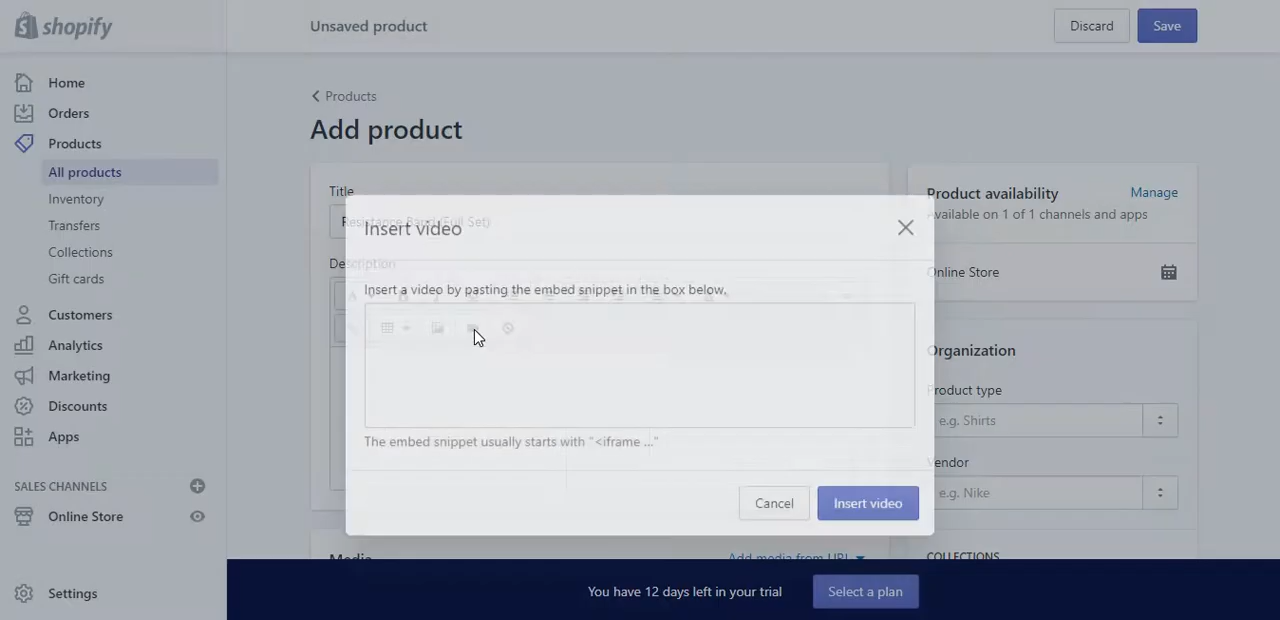 shopify
Unsaved product
Discard
Save
Home
Orders
Products
All products
Inventory
Transfers
Collections
Gift cards
Customers
Analytics
Marketing
Discounts
Apps
SALES CHANNELS
Online Store
Settings
Products
Add product
Title
Resistance Band (Full Set)
Description
Insert video
Insert a video by pasting the embed snippet in the box below.
The embed snippet usually starts with "<iframe ..."
Cancel
Insert video
Media
Add media from URL
Product availability
Manage
Available on 1 of 1 channels and apps
Online Store
Organization
Product type
e.g. Shirts
Vendor
e.g. Nike
COLLECTIONS
You have 12 days left in your trial
Select a plan